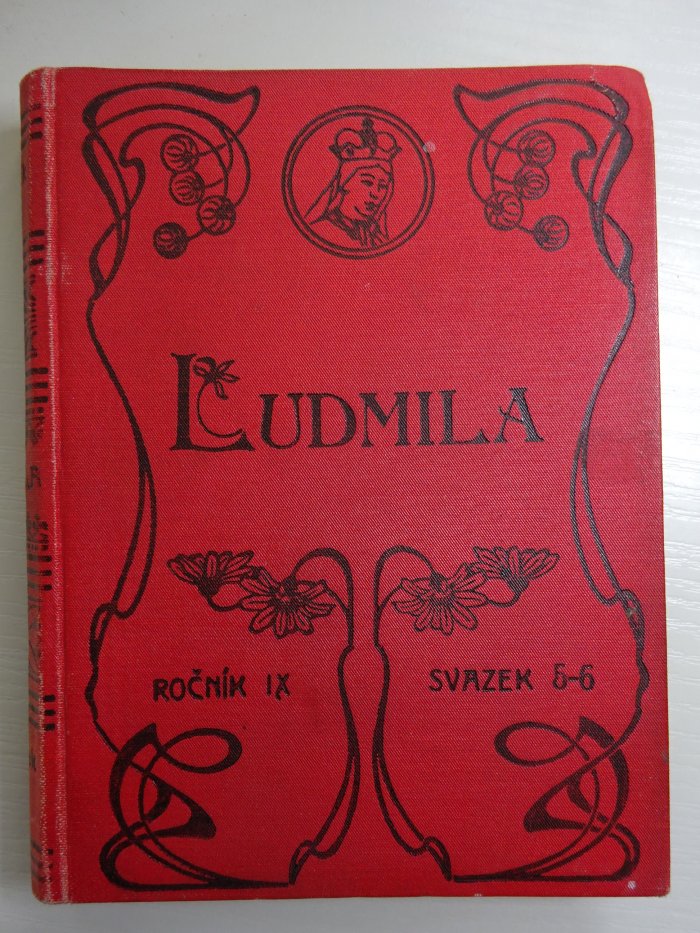 LUDMILA
ROČNÍK IX
SVAZEK 5-6